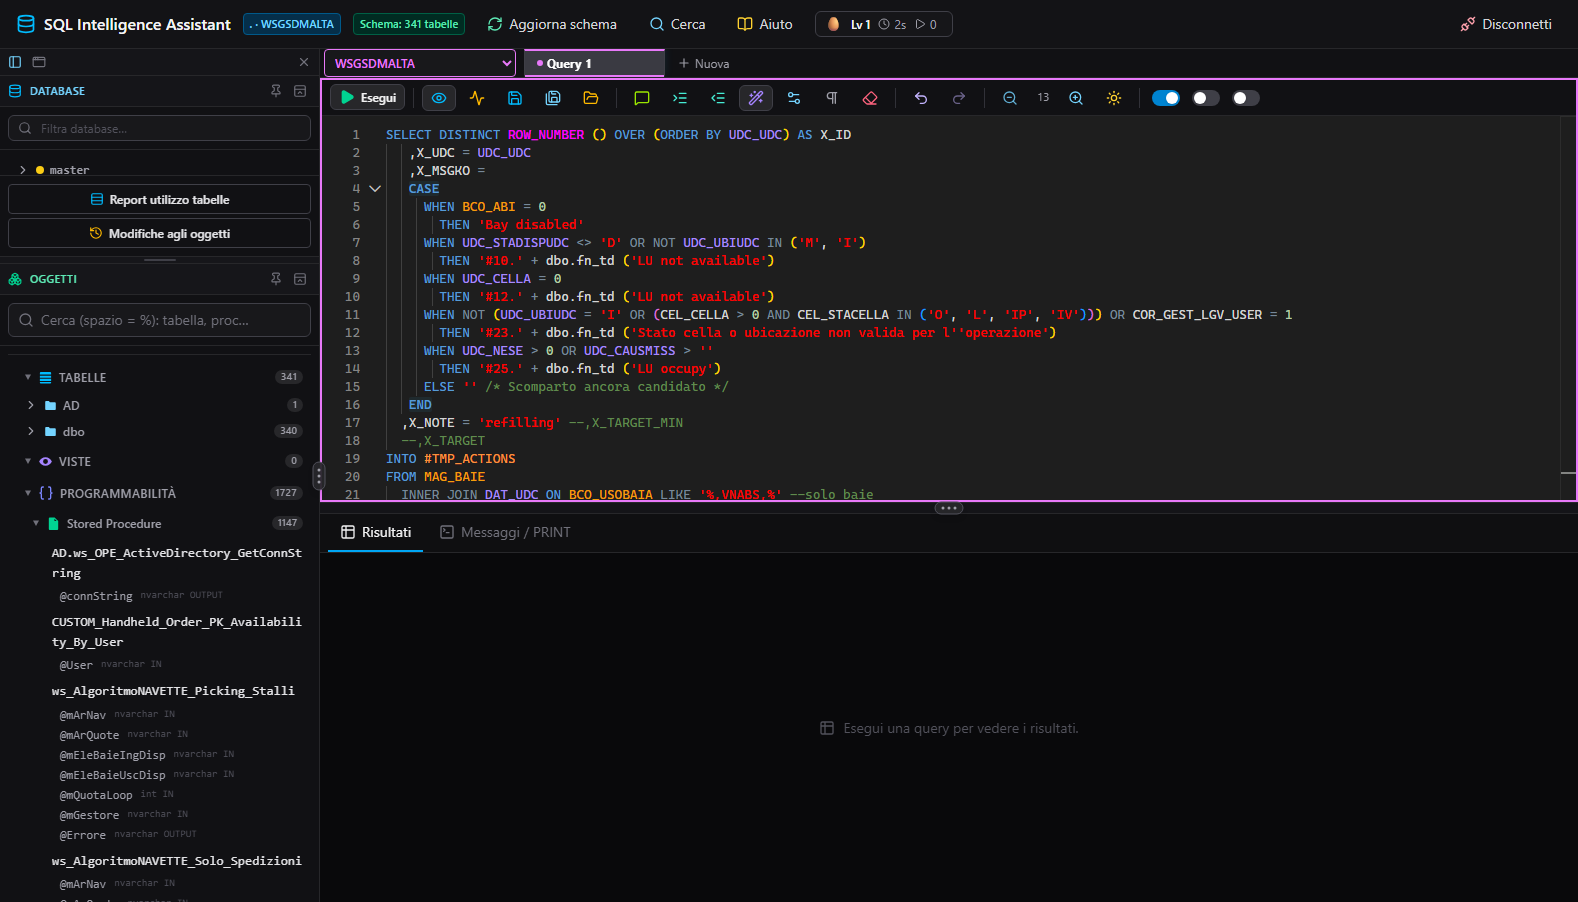 SQL Intelligence Assistant
WSGSDMALTA
Schema: 341 tabelle
Aggiorna schema
Cerca
Aiuto
Lv 1 2s 0
Disconnetti
DATABASE
Filtra database...
master
Report utilizzo tabelle
Modifiche agli oggetti
OGGETTI
Cerca (spazio = %): tabella, proc...
TABELLE 341
AD 1
dbo 340
VISTE 0
{ } PROGRAMMABILITÀ 1727
Stored Procedure 1147
AD.ws_OPE_ActiveDirectory_GetConnSt
ring
@connString nvarchar OUTPUT
CUSTOM_Handheld_Order_PK_Availabili
ty_By_User
@User nvarchar IN
ws_AlgoritmoNAVETTE_Picking_Stalli
@mArNav nvarchar IN
@mArQuote nvarchar IN
@mEleBaieIngDisp nvarchar IN
@mEleBaieUscDisp nvarchar IN
@mQuotaLoop int IN
@mGestore nvarchar IN
@Errore nvarchar OUTPUT
ws_AlgoritmoNAVETTE_Solo_Spedizioni
@mArNav nvarchar IN
WSGSDMALTA
Query 1
Nuova
Esegui
13
1 SELECT DISTINCT ROW_NUMBER () OVER (ORDER BY UDC_UDC) AS X_ID
2 ,X_UDC = UDC_UDC
3 ,X_MSGKO =
4 CASE
5 WHEN BCO_ABI = 0
6 THEN 'Bay disabled'
7 WHEN UDC_STADISPUDC <> 'D' OR NOT UDC_UBIUDC IN ('M', 'I')
8 THEN '#10.' + dbo.fn_td ('LU not available')
9 WHEN UDC_CELLA = 0
10 THEN '#12.' + dbo.fn_td ('LU not available')
11 WHEN NOT (UDC_UBIUDC = 'I' OR (CEL_CELLA > 0 AND CEL_STACELLA IN ('O', 'L', 'IP', 'IV'))) OR COR_GEST_LGV_USER = 1
12 THEN '#23.' + dbo.fn_td ('Stato cella o ubicazione non valida per l''operazione')
13 WHEN UDC_NESE > 0 OR UDC_CAUSMISS > ''
14 THEN '#25.' + dbo.fn_td ('LU occupy')
15 ELSE '' /* Scomparto ancora candidato */
16 END
17 ,X_NOTE = 'refilling' --,X_TARGET_MIN
18 --,X_TARGET
19 INTO #TMP_ACTIONS
20 FROM MAG_BAIE
21 INNER JOIN DAT_UDC ON BCO_USOBAIA LIKE '%,VNABS,%' --solo baie
Risultati
Messaggi / PRINT
Esegui una query per vedere i risultati.